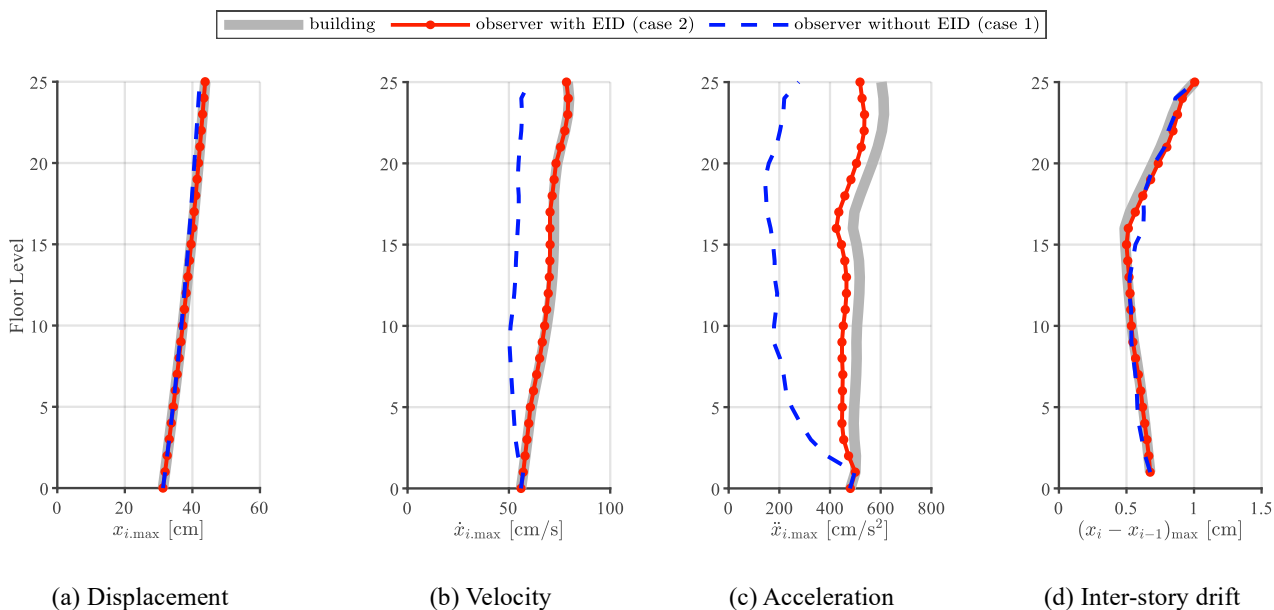 building observer with EID (case 2) observer without EID (case 1)
Floor Level
25
20
15
10
5
0
0 20 40 60
x_{i.max} [cm]
25
20
15
10
5
0
0 50 100
ẋ_{i.max} [cm/s]
25
20
15
10
5
0
0 200 400 600 800
ẍ_{i.max} [cm/s²]
25
20
15
10
5
0
0 0.5 1 1.5
(x_i − x_{i−1})_{max} [cm]
(a) Displacement (b) Velocity (c) Acceleration (d) Inter-story drift